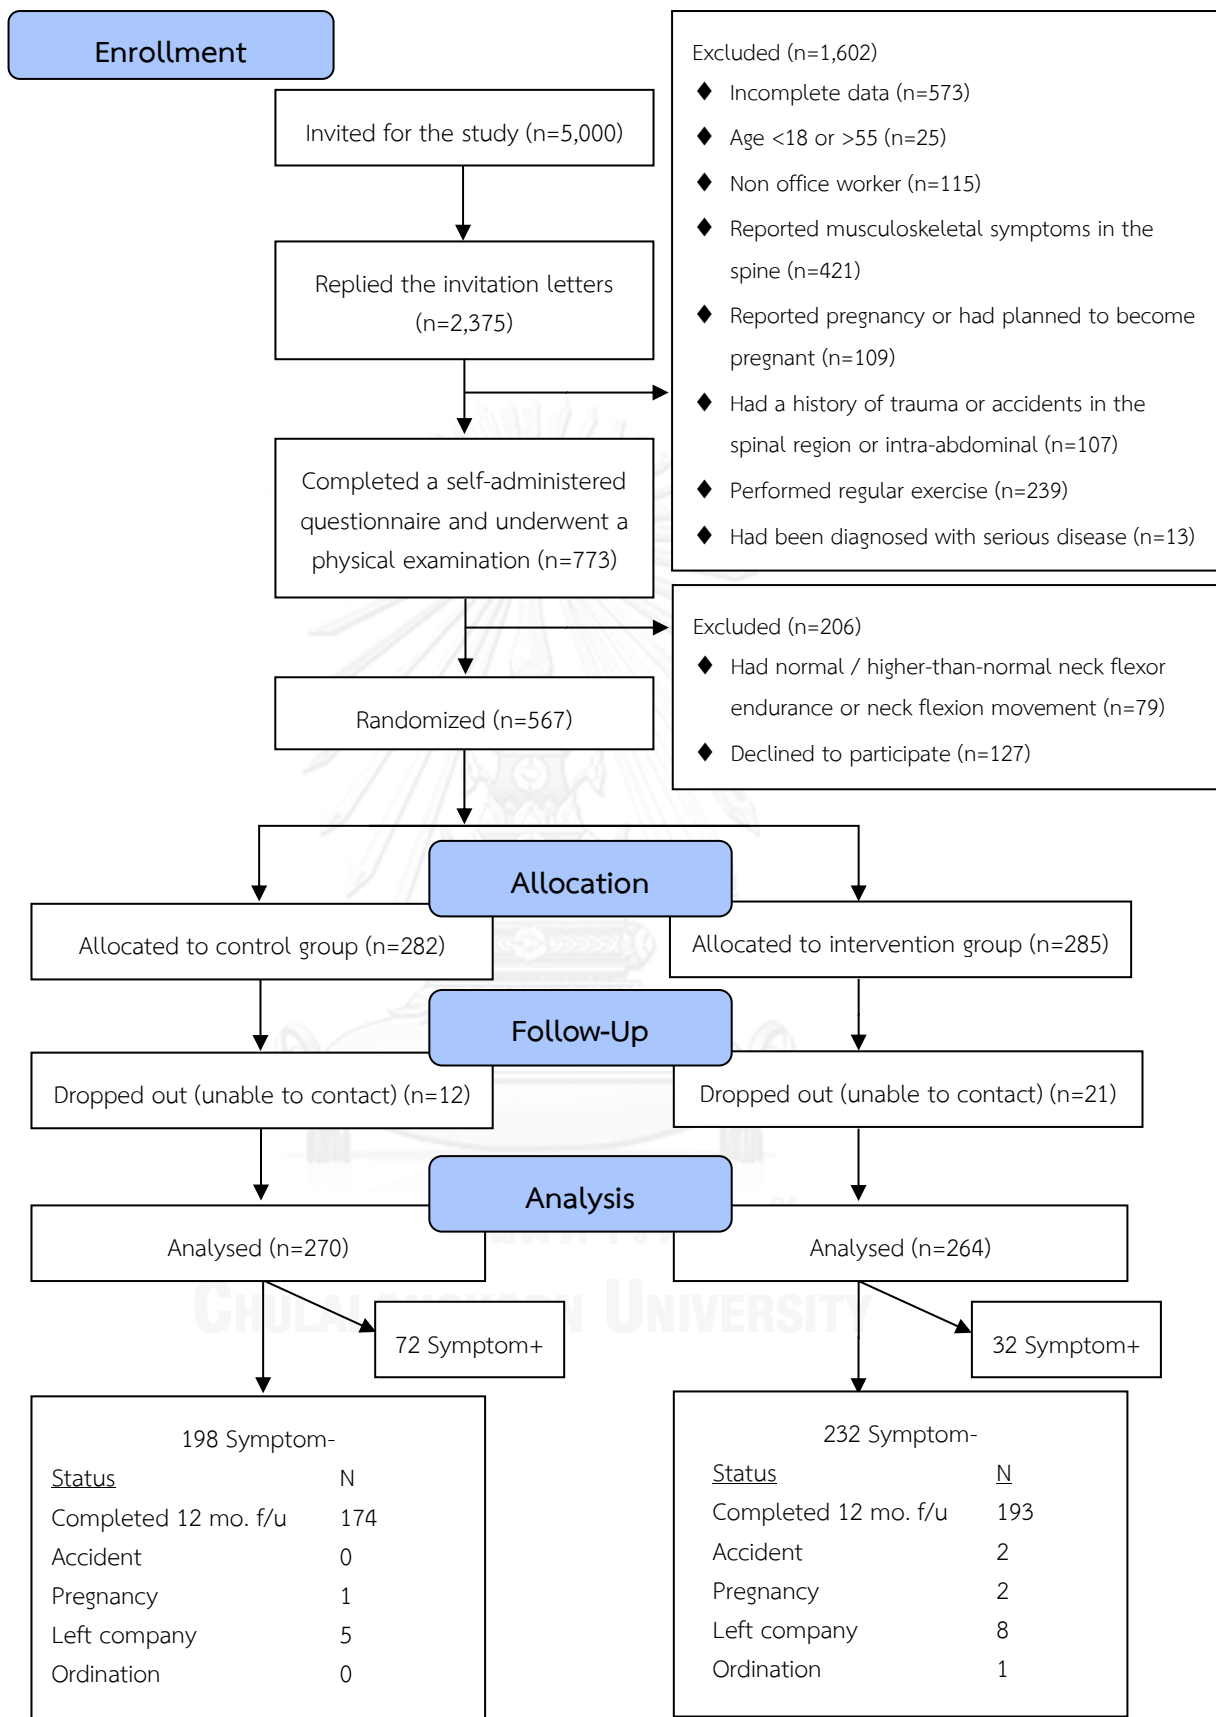 Enrollment
Invited for the study (n=5,000)
Replied the invitation letters
(n=2,375)
Excluded (n=1,602)
♦ Incomplete data (n=573)
♦ Age <18 or >55 (n=25)
♦ Non office worker (n=115)
♦ Reported musculoskeletal symptoms in the
spine (n=421)
♦ Reported pregnancy or had planned to become
pregnant (n=109)
♦ Had a history of trauma or accidents in the
spinal region or intra-abdominal (n=107)
♦ Performed regular exercise (n=239)
♦ Had been diagnosed with serious disease (n=13)
Completed a self-administered
questionnaire and underwent a
physical examination (n=773)
Excluded (n=206)
♦ Had normal / higher-than-normal neck flexor
endurance or neck flexion movement (n=79)
♦ Declined to participate (n=127)
Randomized (n=567)
Allocation
Allocated to control group (n=282)
Allocated to intervention group (n=285)
Follow-Up
Dropped out (unable to contact) (n=12)
Dropped out (unable to contact) (n=21)
Analysis
Analysed (n=270)
Analysed (n=264)
CHULALONGKORN UNIVERSITY
72 Symptom+
32 Symptom+
198 Symptom-
Status N
Completed 12 mo. f/u 174
Accident 0
Pregnancy 1
Left company 5
Ordination 0
232 Symptom-
Status N
Completed 12 mo. f/u 193
Accident 2
Pregnancy 2
Left company 8
Ordination 1